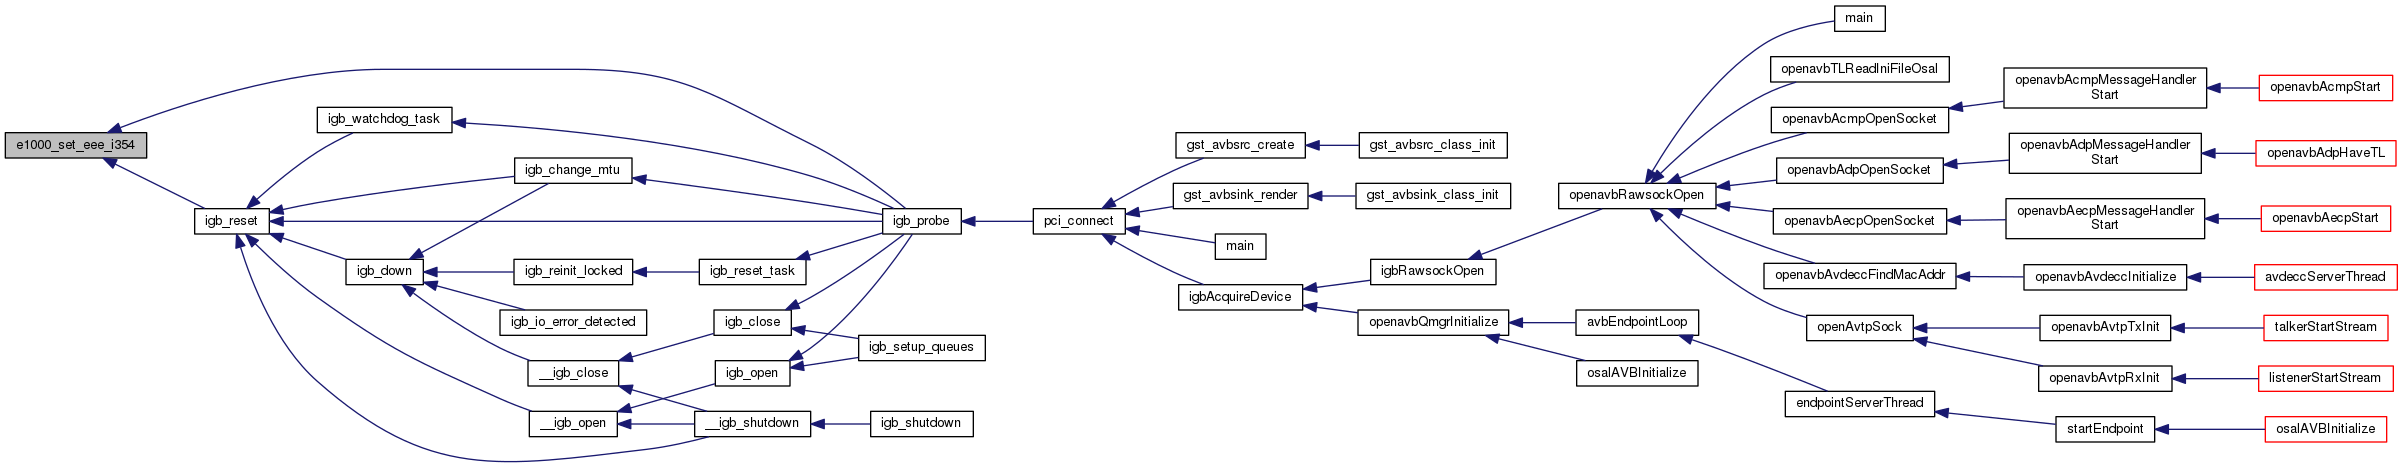 e1000_set_eee_i354
igb_reset
igb_watchdog_task
igb_change_mtu
igb_down
igb_reinit_locked
igb_reset_task
igb_io_error_detected
igb_close
igb_setup_queues
__igb_close
igb_open
__igb_open
__igb_shutdown
igb_shutdown
igb_probe
pci_connect
gst_avbsrc_create
gst_avbsrc_class_init
gst_avbsink_render
gst_avbsink_class_init
main
igbAcquireDevice
igbRawsockOpen
openavbQmgrInitialize
avbEndpointLoop
osalAVBInitialize
openavbRawsockOpen
main
openavbTLReadIniFileOsal
openavbAcmpOpenSocket
openavbAcmpMessageHandler
Start
openavbAcmpStart
openavbAdpOpenSocket
openavbAdpMessageHandler
Start
openavbAdpHaveTL
openavbAecpOpenSocket
openavbAecpMessageHandler
Start
openavbAecpStart
openavbAvdeccFindMacAddr
openavbAvdeccInitialize
avdeccServerThread
openAvtpSock
openavbAvtpTxInit
talkerStartStream
openavbAvtpRxInit
listenerStartStream
endpointServerThread
startEndpoint
osalAVBInitialize